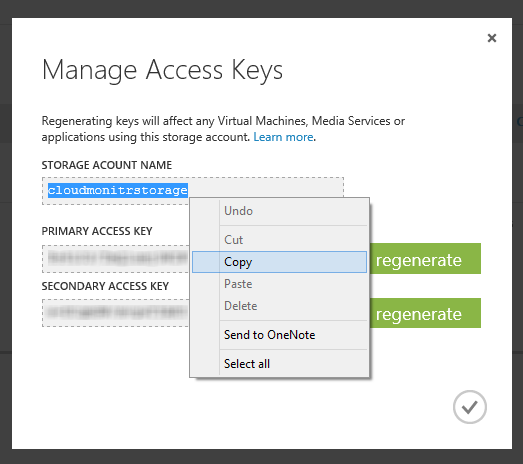 Manage Access Keys
Regenerating keys will affect any Virtual Machines, Media Services or
applications using this storage account. Learn more.
STORAGE ACOUNT NAME
cloudmonitrstorage
Undo
Cut
PRIMARY ACCESS KEY
Copy
regenerate
Paste
SECONDARY ACCESS KEY
Delete
regenerate
Send to OneNote
Select all